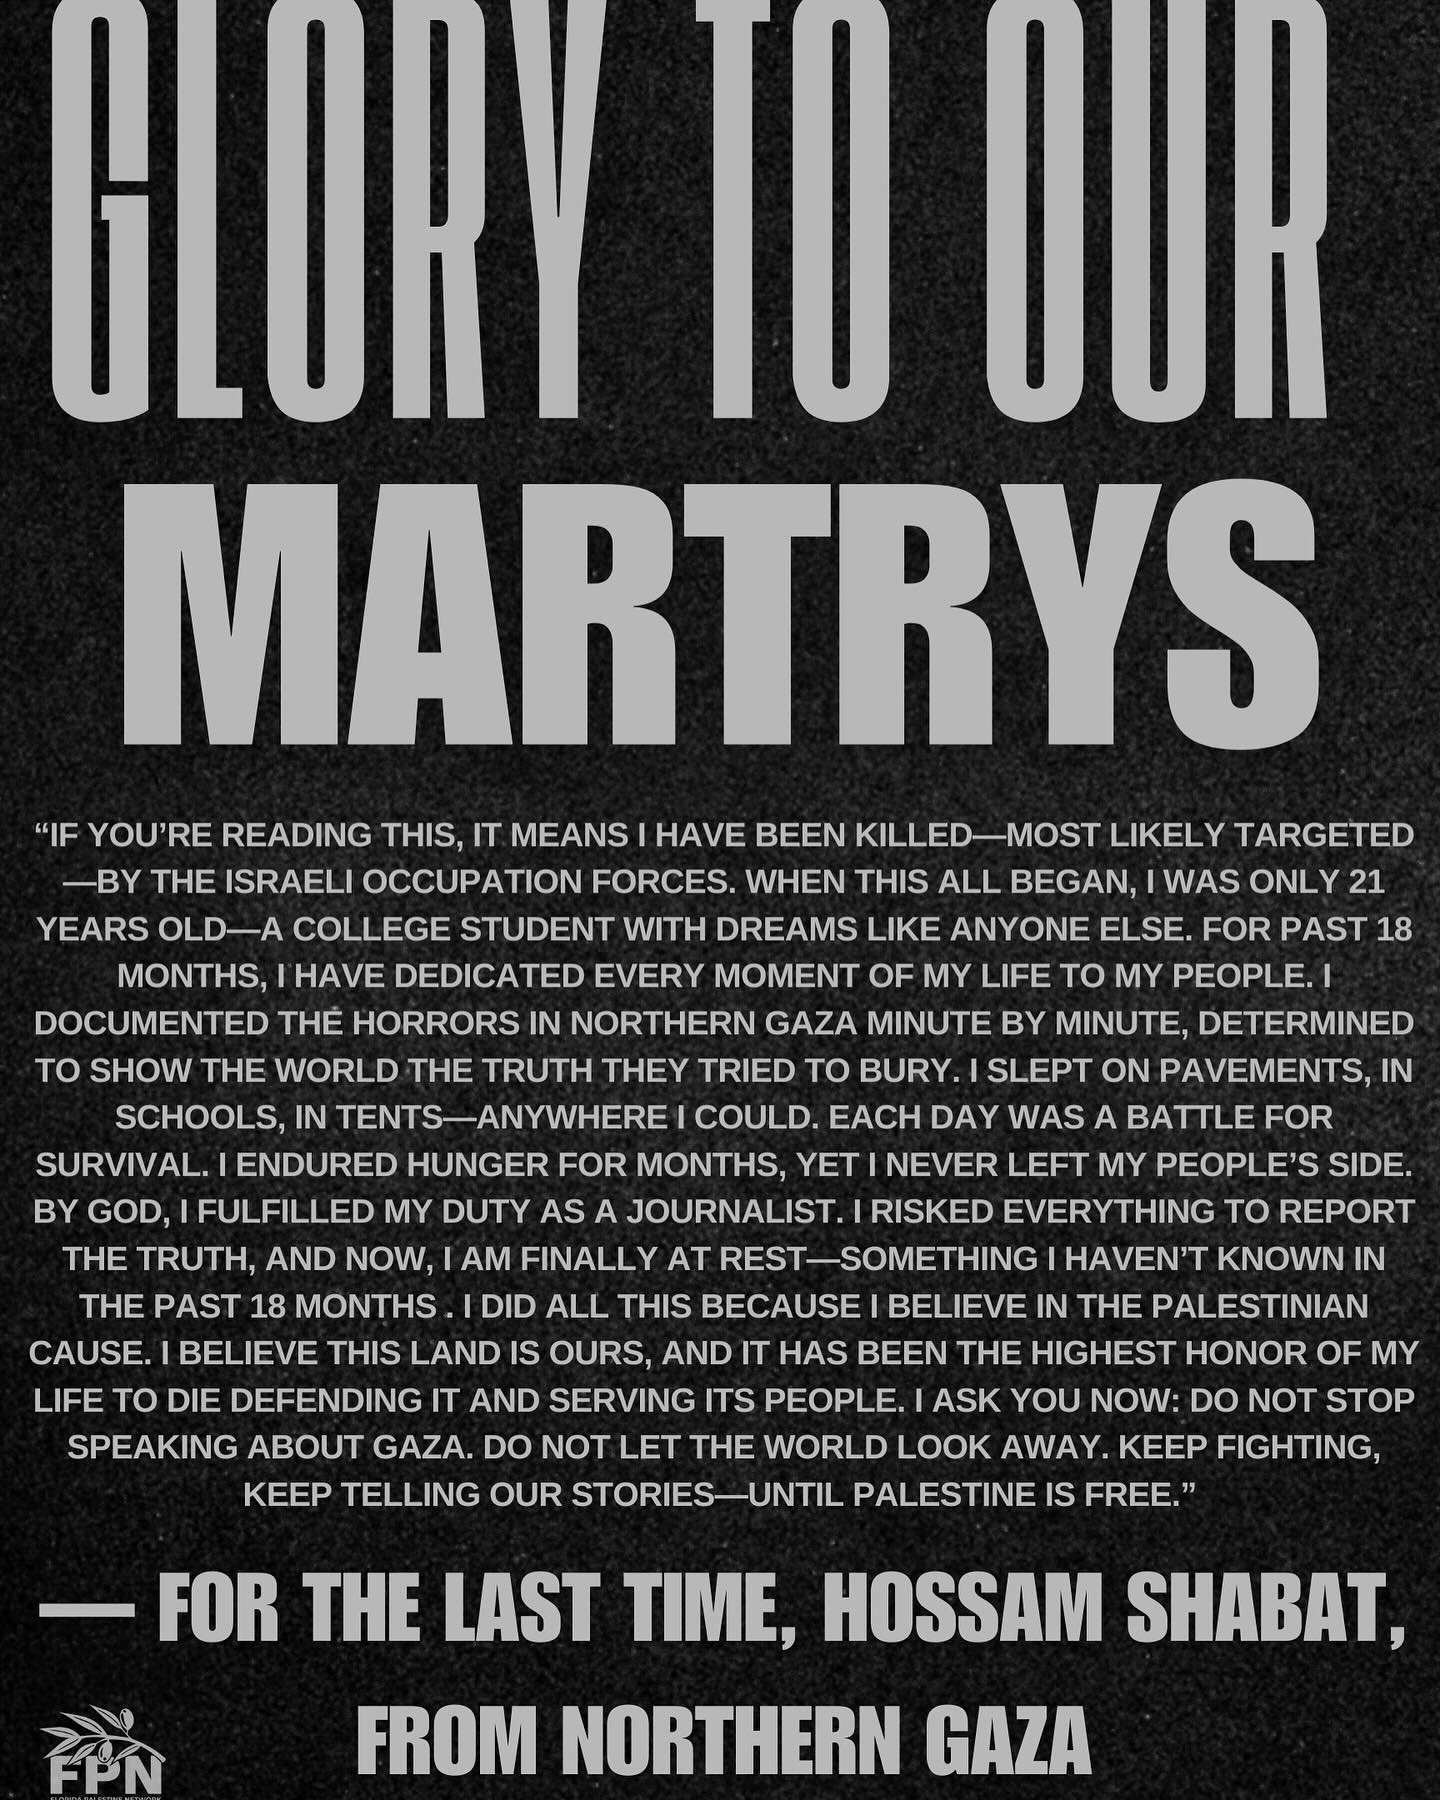 GLORY TO OUR
MARTRYS
“IF YOU’RE READING THIS, IT MEANS I HAVE BEEN KILLED—MOST LIKELY TARGETED
—BY THE ISRAELI OCCUPATION FORCES. WHEN THIS ALL BEGAN, I WAS ONLY 21
YEARS OLD—A COLLEGE STUDENT WITH DREAMS LIKE ANYONE ELSE. FOR PAST 18
MONTHS, I HAVE DEDICATED EVERY MOMENT OF MY LIFE TO MY PEOPLE. I
DOCUMENTED THE HORRORS IN NORTHERN GAZA MINUTE BY MINUTE, DETERMINED
TO SHOW THE WORLD THE TRUTH THEY TRIED TO BURY. I SLEPT ON PAVEMENTS, IN
SCHOOLS, IN TENTS—ANYWHERE I COULD. EACH DAY WAS A BATTLE FOR
SURVIVAL. I ENDURED HUNGER FOR MONTHS, YET I NEVER LEFT MY PEOPLE’S SIDE.
BY GOD, I FULFILLED MY DUTY AS A JOURNALIST. I RISKED EVERYTHING TO REPORT
THE TRUTH, AND NOW, I AM FINALLY AT REST—SOMETHING I HAVEN’T KNOWN IN
THE PAST 18 MONTHS . I DID ALL THIS BECAUSE I BELIEVE IN THE PALESTINIAN
CAUSE. I BELIEVE THIS LAND IS OURS, AND IT HAS BEEN THE HIGHEST HONOR OF MY
LIFE TO DIE DEFENDING IT AND SERVING ITS PEOPLE. I ASK YOU NOW: DO NOT STOP
SPEAKING ABOUT GAZA. DO NOT LET THE WORLD LOOK AWAY. KEEP FIGHTING,
KEEP TELLING OUR STORIES—UNTIL PALESTINE IS FREE.”
— FOR THE LAST TIME, HOSSAM SHABAT,
FROM NORTHERN GAZA
FPN
FLORIDA PALESTINE NETWORK